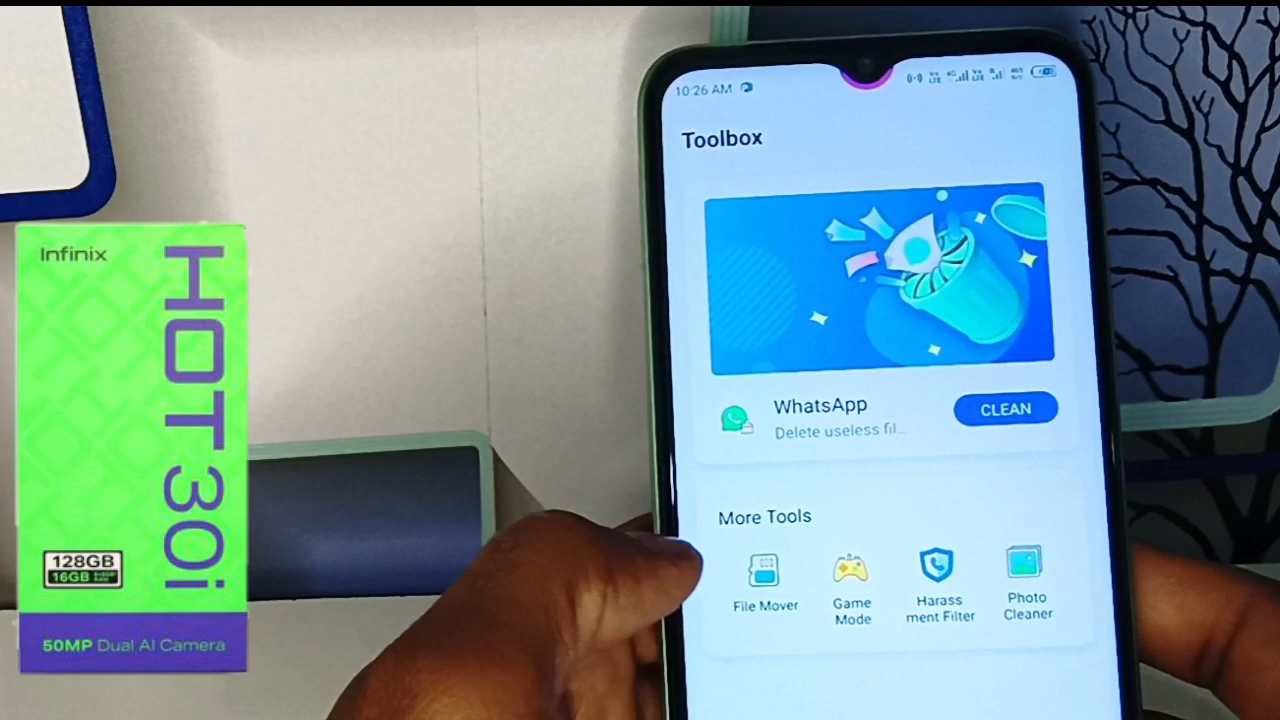 Infinix
HOT 30i
128GB
16GB
50MP Dual AI Camera
10:26 AM
Toolbox
WhatsApp
Delete useless fil...
CLEAN
More Tools
File Mover
Game
Mode
Harass
ment Filter
Photo
Cleaner